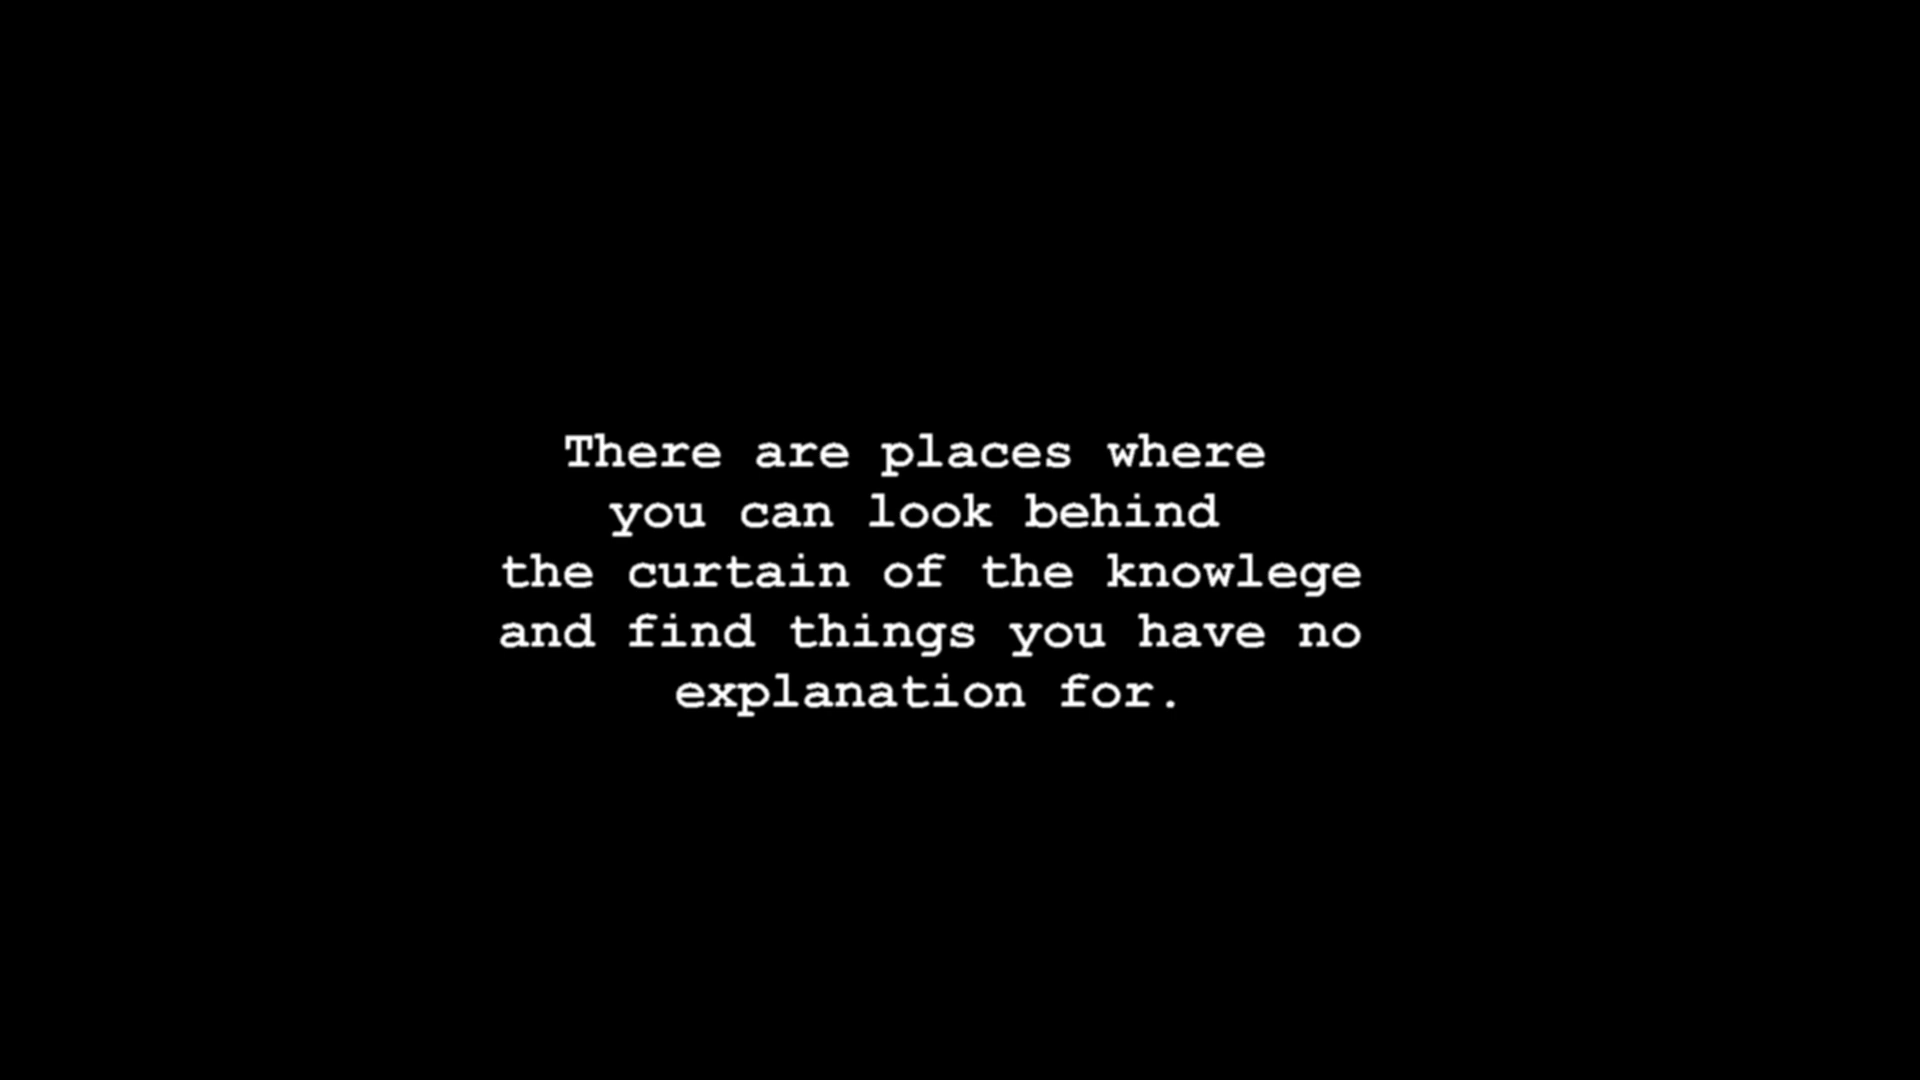 There are places where
you can look behind
the curtain of the knowlege
and find things you have no
explanation for.